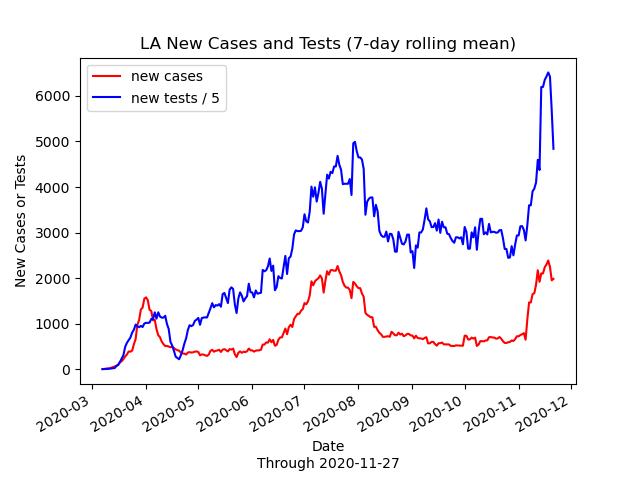 LA New Cases and Tests (7-day rolling mean)
new cases
new tests / 5
New Cases or Tests
6000
5000
4000
3000
2000
1000
0
2020-03
2020-04
2020-05
2020-06
2020-07
2020-08
2020-09
2020-10
2020-11
2020-12
Date
Through 2020-11-27